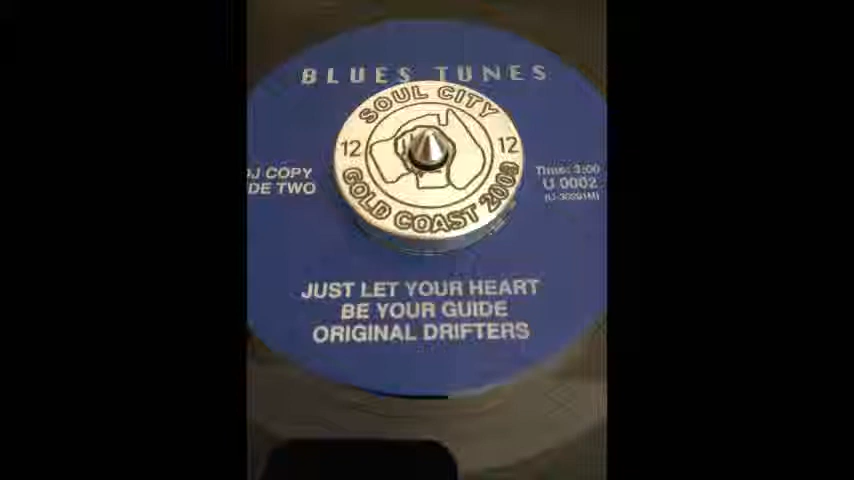 BLUES TUNES
SOUL CITY
12 12
GOLD COAST 2009
DJ COPY
DE TWO
Time: 3:00
U 0002
JUST LET YOUR HEART
BE YOUR GUIDE
ORIGINAL DRIFTERS